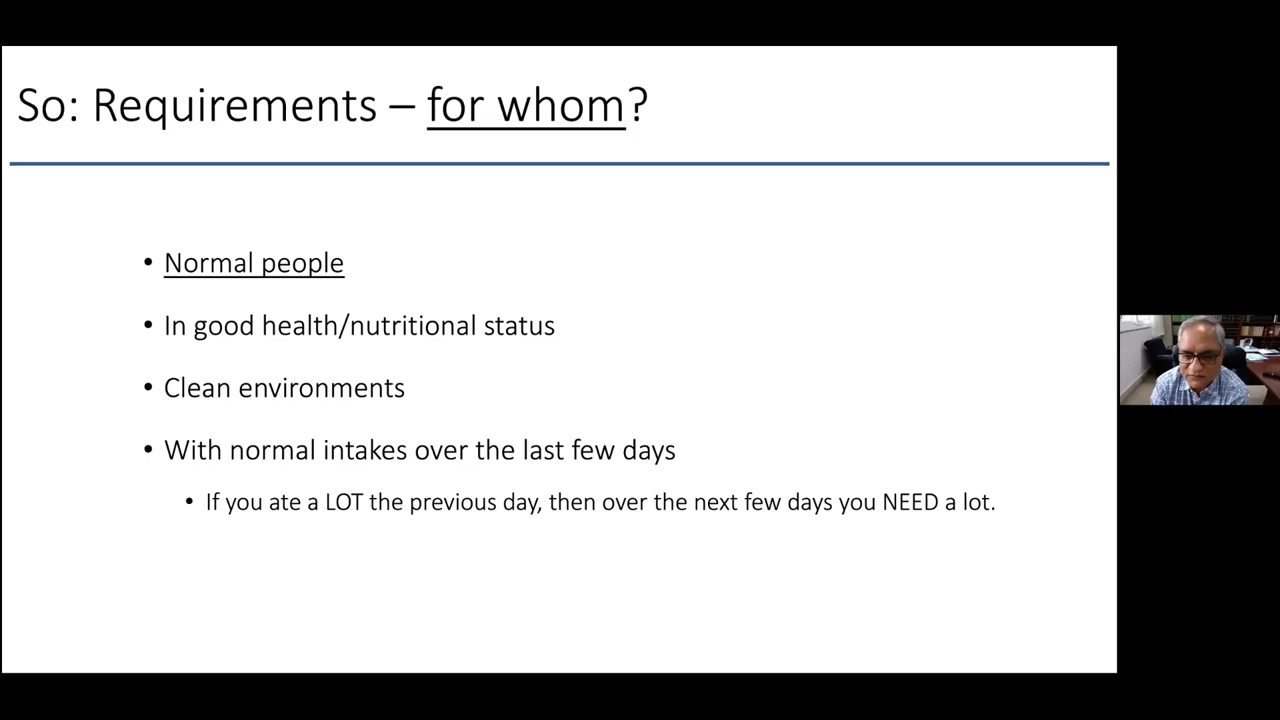 So: Requirements – for whom?
• Normal people
• In good health/nutritional status
• Clean environments
• With normal intakes over the last few days
• If you ate a LOT the previous day, then over the next few days you NEED a lot.